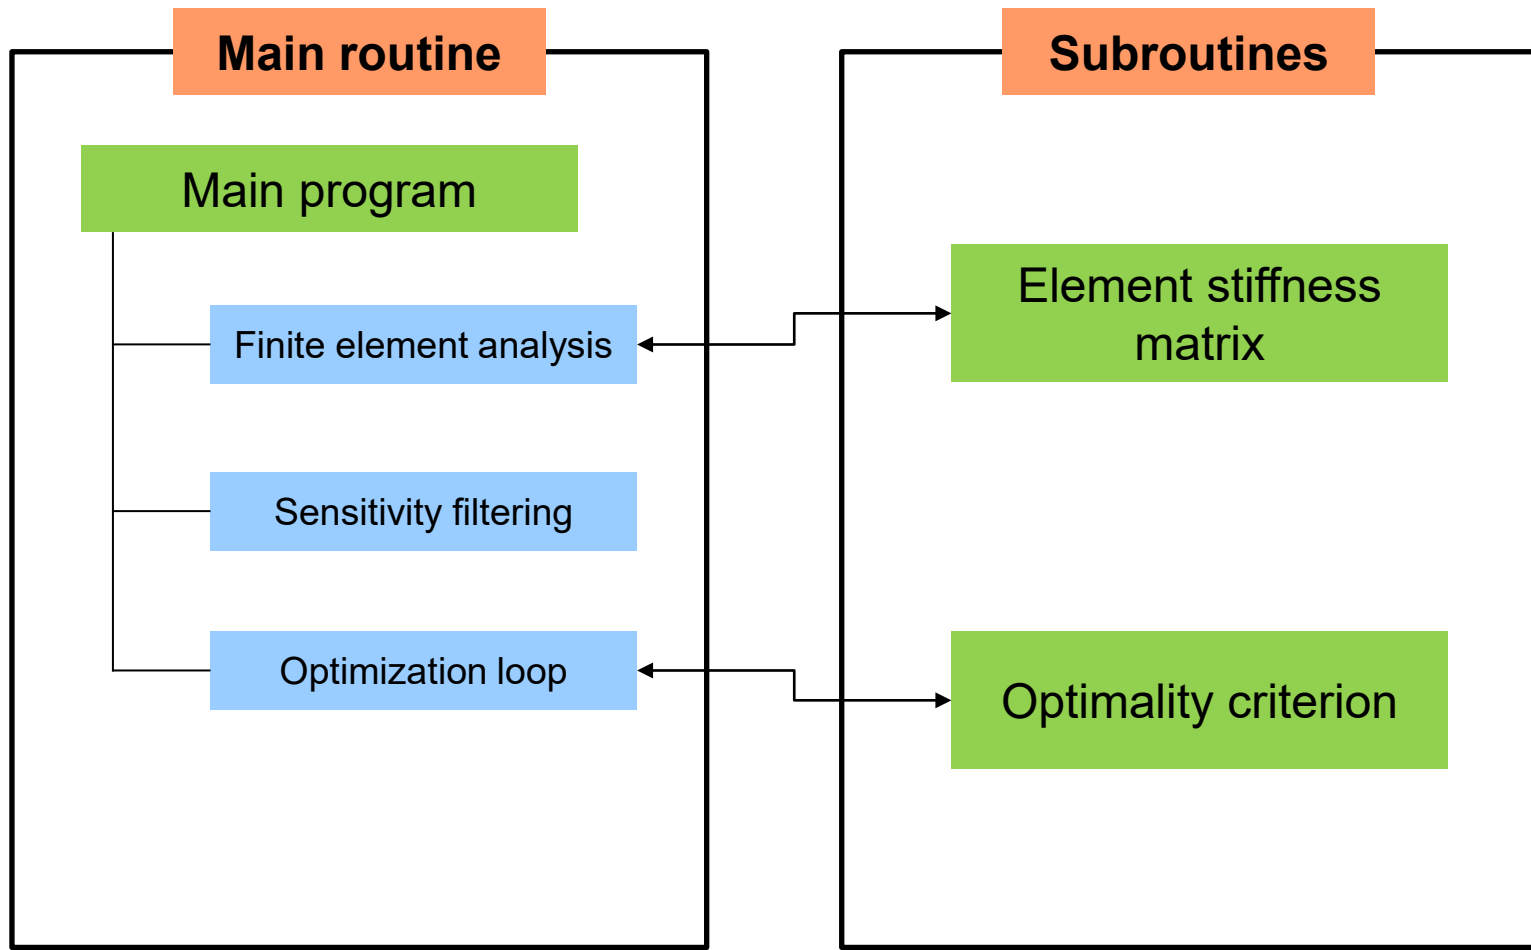 Main routine
Main program
Finite element analysis
Sensitivity filtering
Optimization loop
Subroutines
Element stiffness
matrix
Optimality criterion